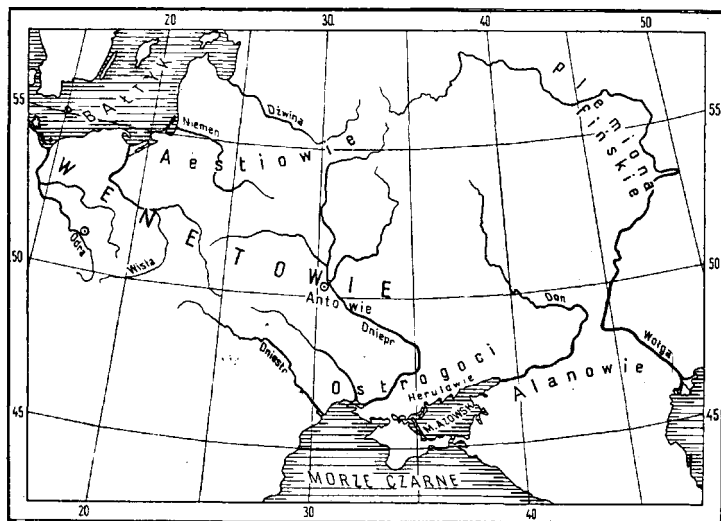 20 30 40 50
55
55
50
50
45
45
20 30 40
BAŁTYK
Dźwina
Niemen
Aestiowie
Plemiona
Fińskie
WENETOWIE
Odra
Wisła
Antowie
Dniepr
Don
Wołga
Dniestr
Ostrogoci
Herulowie
Alanowie
M. AZOWSK.
MORZE CZARNE